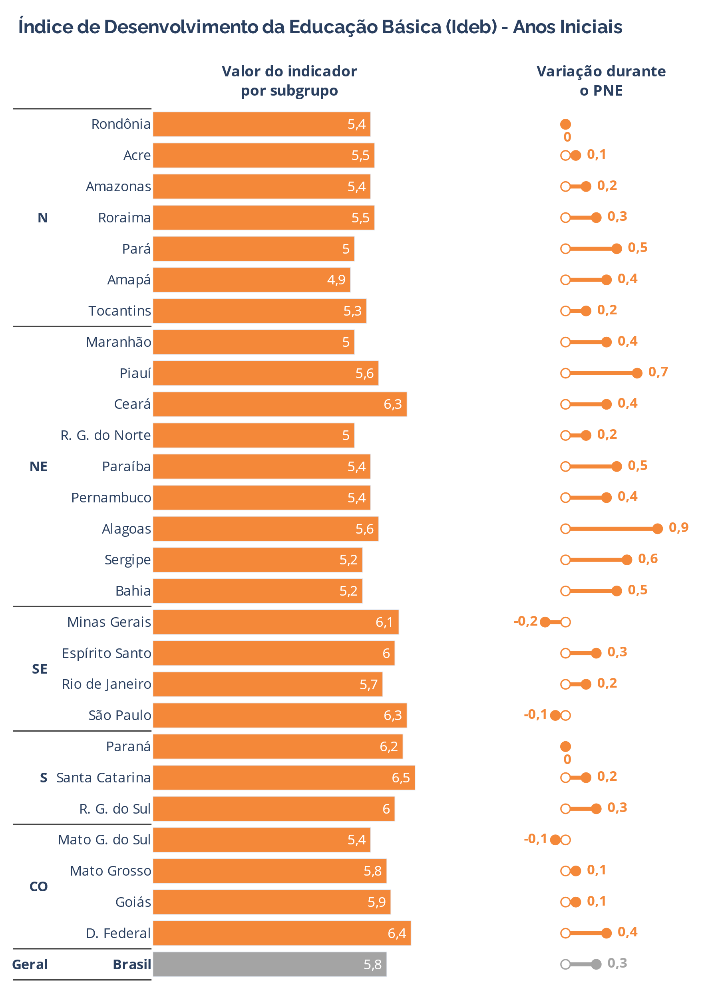 Índice de Desenvolvimento da Educação Básica (Ideb) - Anos Iniciais
Valor do indicador
por subgrupo
Variação durante
o PNE
Rondônia 5,4 0
Acre 5,5 0,1
Amazonas 5,4 0,2
N Roraima 5,5 0,3
Pará 5 0,5
Amapá 4,9 0,4
Tocantins 5,3 0,2
Maranhão 5 0,4
Piauí 5,6 0,7
Ceará 6,3 0,4
R. G. do Norte 5 0,2
NE Paraíba 5,4 0,5
Pernambuco 5,4 0,4
Alagoas 5,6 0,9
Sergipe 5,2 0,6
Bahia 5,2 0,5
Minas Gerais 6,1 -0,2
Espírito Santo 6 0,3
SE
Rio de Janeiro 5,7 0,2
São Paulo 6,3 -0,1
Paraná 6,2 0
S Santa Catarina 6,5 0,2
R. G. do Sul 6 0,3
Mato G. do Sul 5,4 -0,1
Mato Grosso 5,8 0,1
CO
Goiás 5,9 0,1
D. Federal 6,4 0,4
Geral Brasil 5,8 0,3